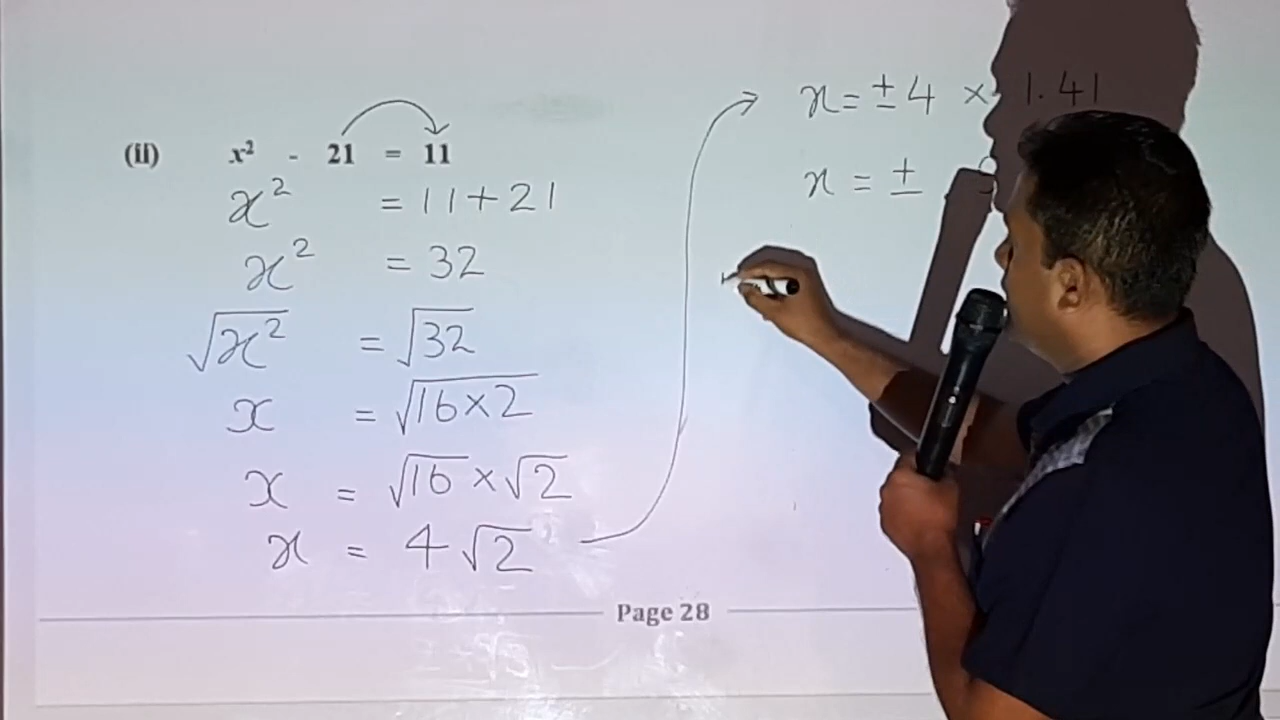 (ii) x² - 21 = 11
x² = 11 + 21
x² = 32
√x² = √32
x = √16 × 2
x = √16 × √2
x = 4 √2
x = ± 4 × 1.41
x = ±
Page 28